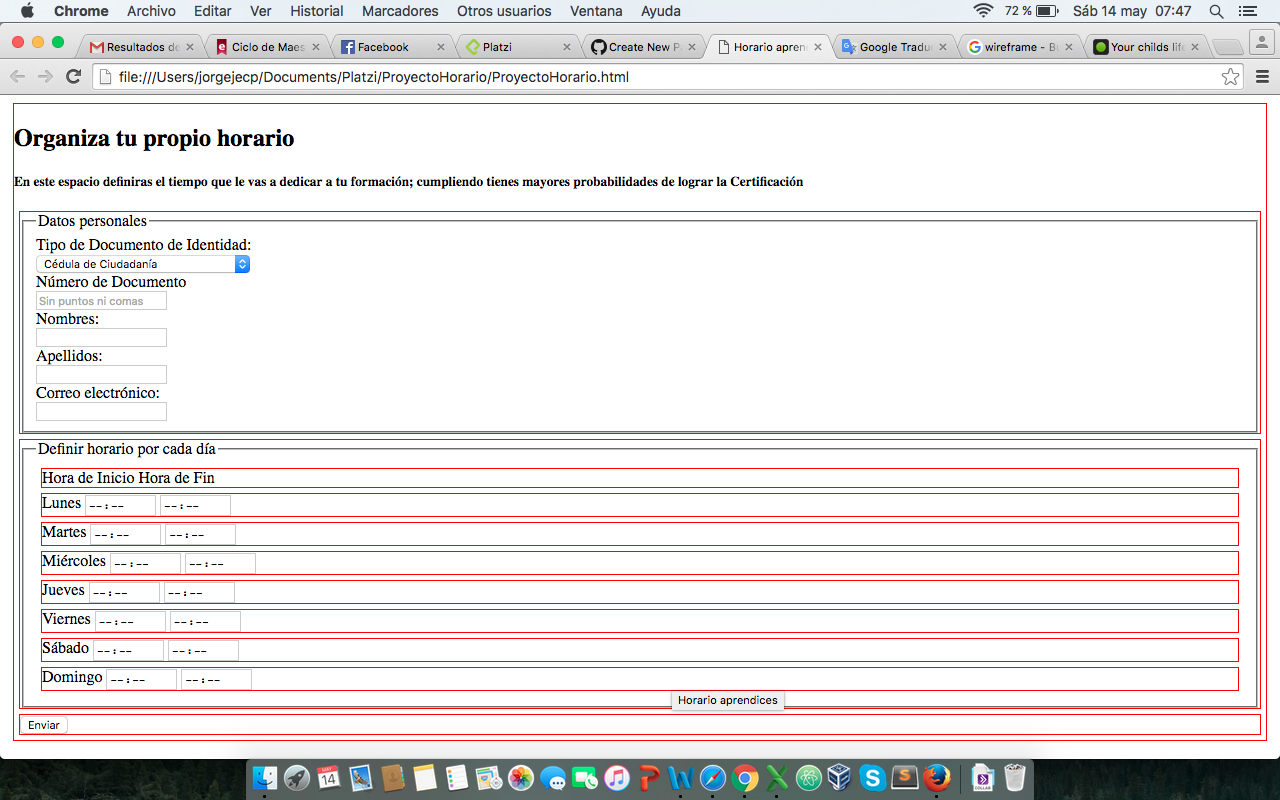 Chrome Archivo Editar Ver Historial Marcadores Otros usuarios Ventana Ayuda 72 % Sáb 14 may 07:47
Resultados de Ciclo de Maes Facebook Platzi Create New P Horario apren Google Tradu wireframe - B Your childs life
file:///Users/jorgejecp/Documents/Platzi/ProyectoHorario/ProyectoHorario.html
Organiza tu propio horario
En este espacio definiras el tiempo que le vas a dedicar a tu formación; cumpliendo tienes mayores probabilidades de lograr la Certificación
Datos personales
Tipo de Documento de Identidad:
Cédula de Ciudadanía
Número de Documento
Sin puntos ni comas
Nombres:
Apellidos:
Correo electrónico:
Definir horario por cada día
Hora de Inicio Hora de Fin
Lunes --:-- --:--
Martes --:-- --:--
Miércoles --:-- --:--
Jueves --:-- --:--
Viernes --:-- --:--
Sábado --:-- --:--
Domingo --:-- --:--
Horario aprendices
Enviar